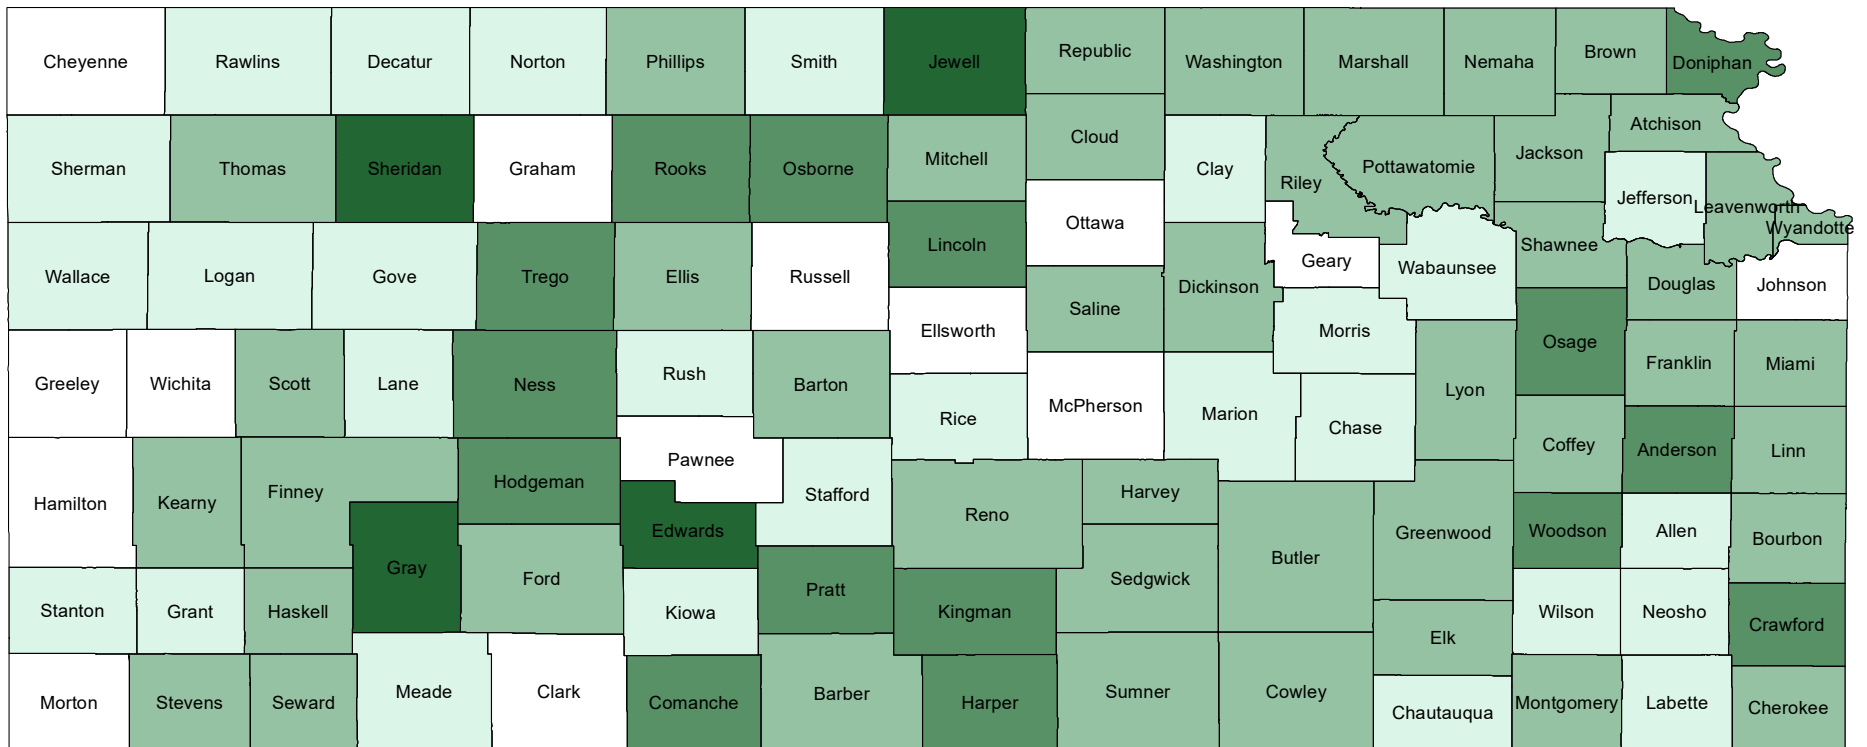 Cheyenne
Rawlins
Decatur
Norton
Phillips
Smith
Jewell
Republic
Washington
Marshall
Nemaha
Brown
Doniphan
Sherman
Thomas
Sheridan
Graham
Rooks
Osborne
Mitchell
Cloud
Clay
Riley
Pottawatomie
Jackson
Atchison
Jefferson
Leavenworth
Wyandotte
Wallace
Logan
Gove
Trego
Ellis
Russell
Lincoln
Ottawa
Saline
Dickinson
Geary
Wabaunsee
Shawnee
Douglas
Johnson
Greeley
Wichita
Scott
Lane
Ness
Rush
Barton
Ellsworth
Rice
McPherson
Marion
Morris
Chase
Lyon
Osage
Franklin
Miami
Hamilton
Kearny
Finney
Hodgeman
Pawnee
Stafford
Reno
Harvey
Butler
Greenwood
Coffey
Anderson
Linn
Gray
Ford
Edwards
Pratt
Kingman
Sedgwick
Woodson
Allen
Bourbon
Stanton
Grant
Haskell
Kiowa
Elk
Wilson
Neosho
Crawford
Morton
Stevens
Seward
Meade
Clark
Comanche
Barber
Harper
Sumner
Cowley
Chautauqua
Montgomery
Labette
Cherokee